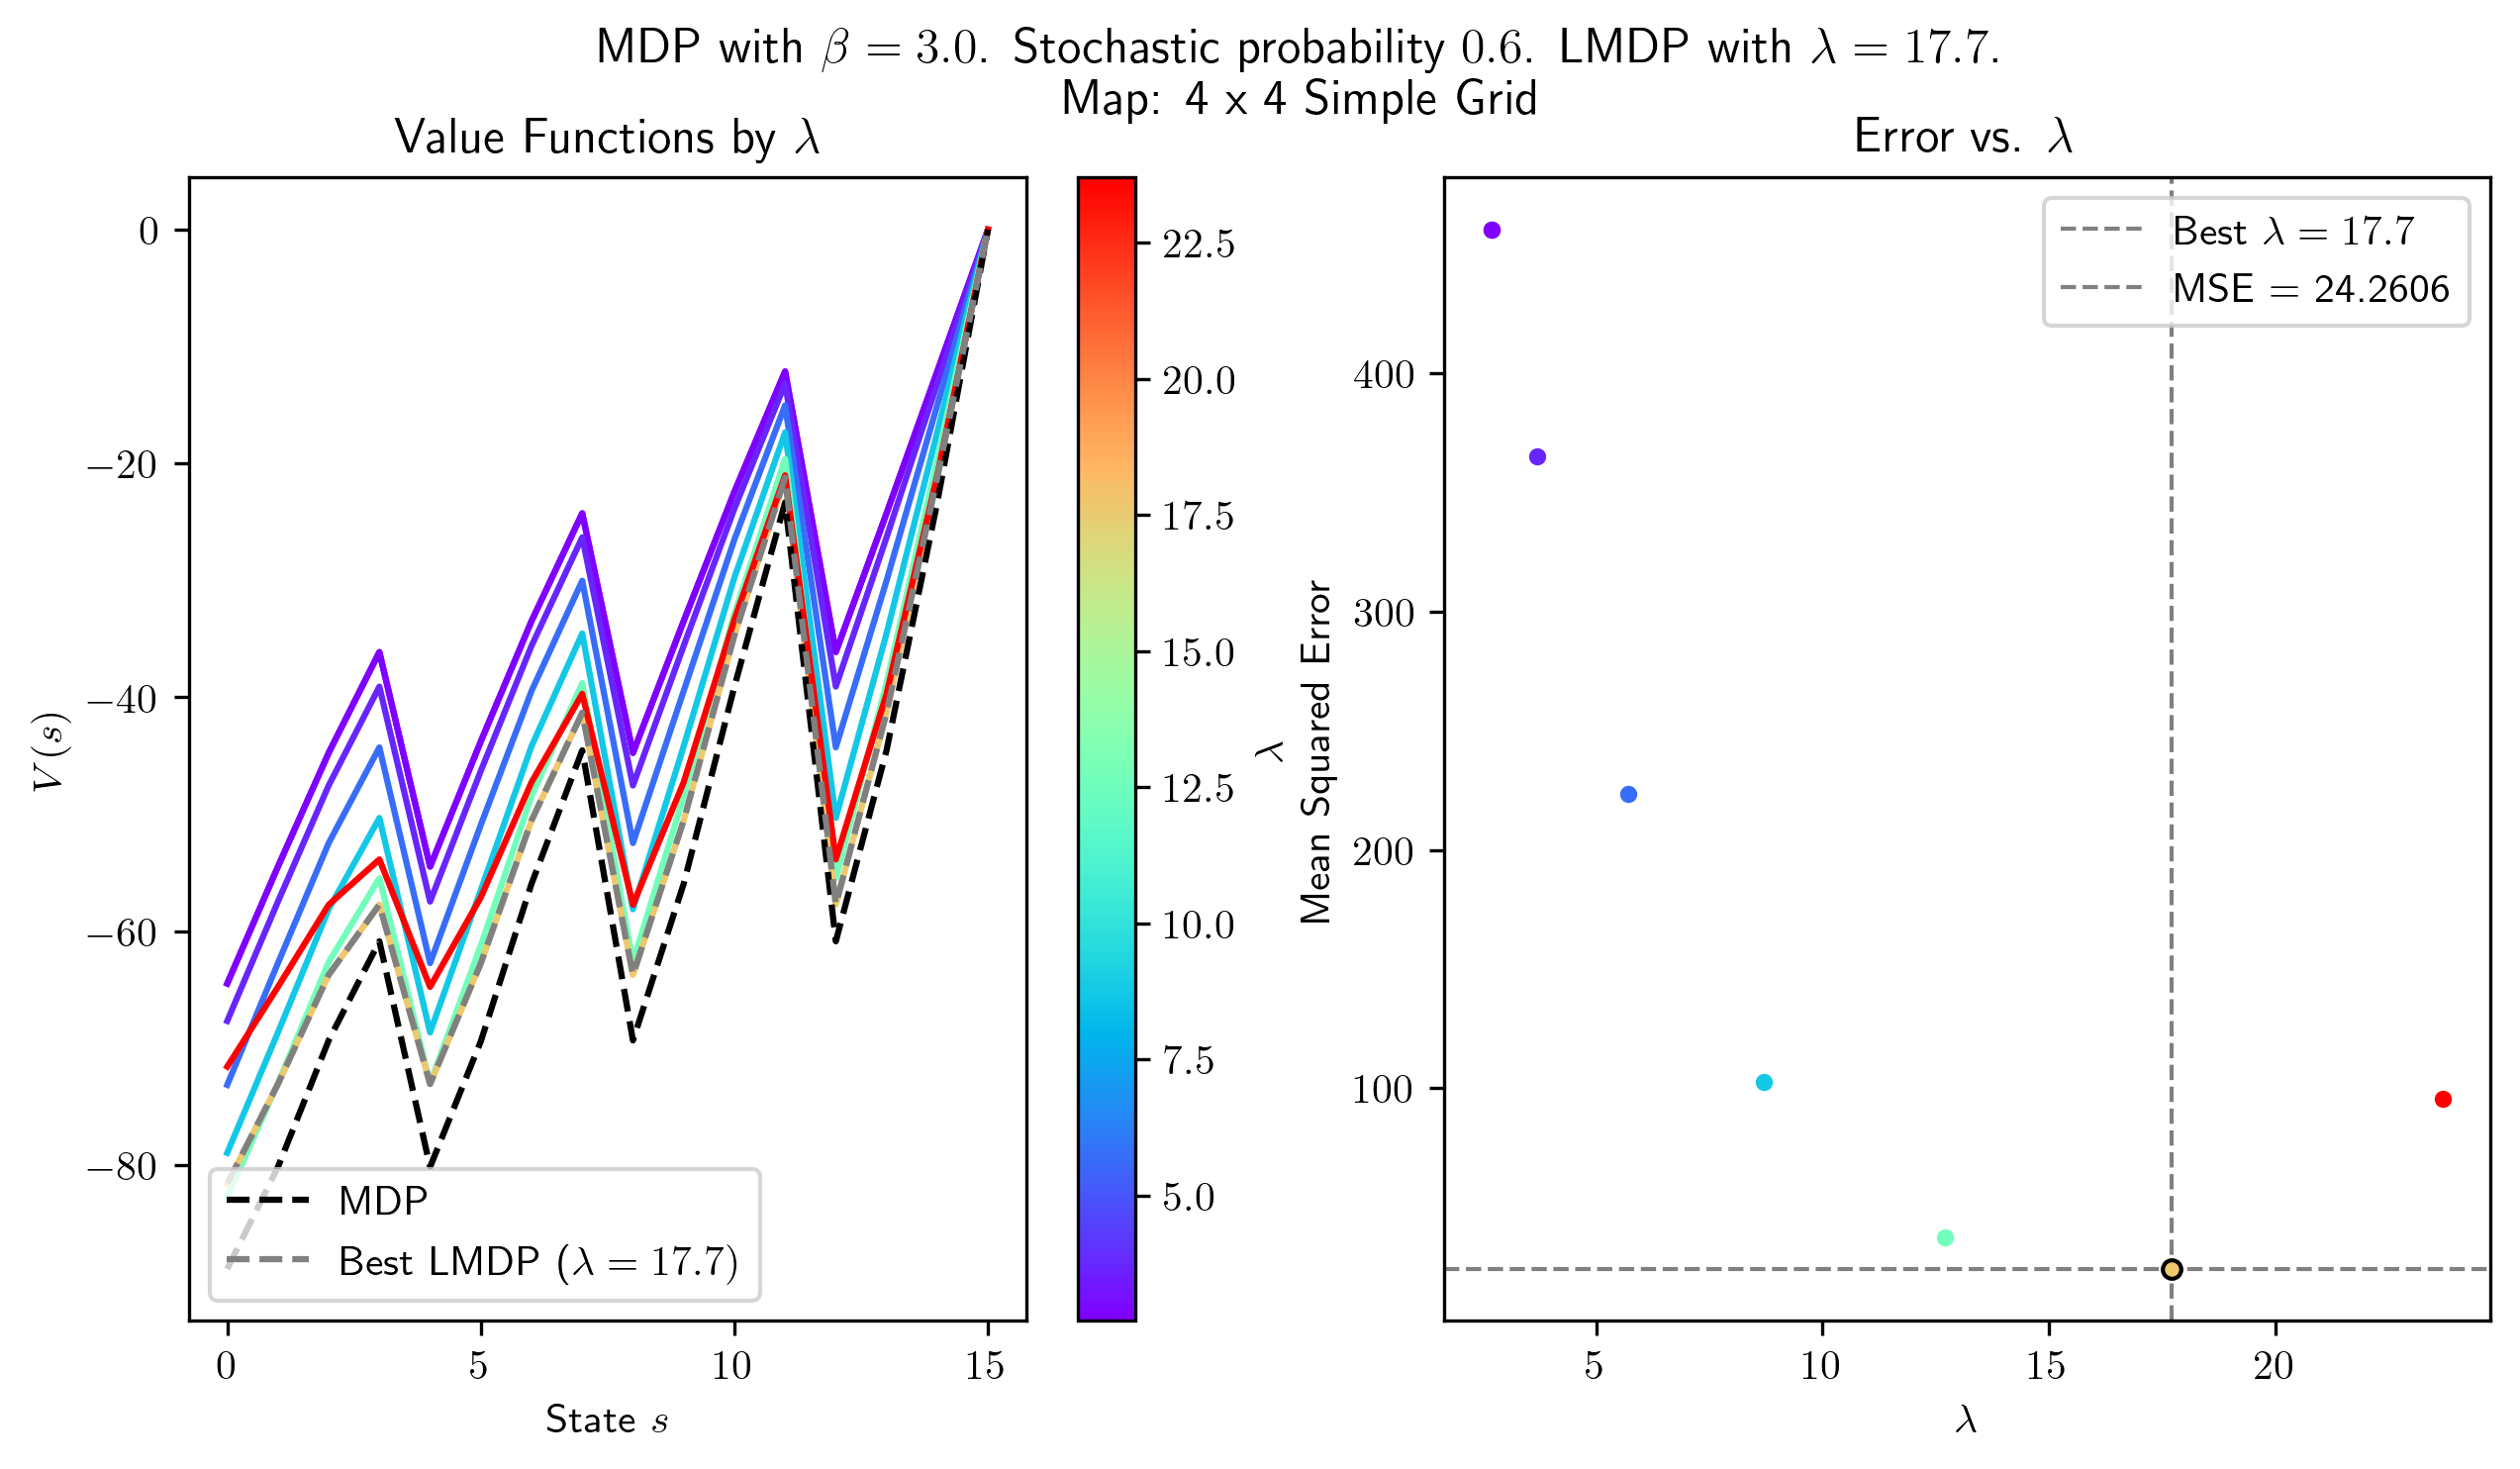 MDP with β = 3.0. Stochastic probability 0.6. LMDP with λ = 17.7.
Map: 4 x 4 Simple Grid
Value Functions by λ
0
−20
−40
−60
−80
V(s)
0
5
10
15
State s
MDP
Best LMDP (λ = 17.7)
22.5
20.0
17.5
15.0
12.5
10.0
7.5
5.0
λ
Error vs. λ
Best λ = 17.7
MSE = 24.2606
400
300
200
100
Mean Squared Error
5
10
15
20
λ